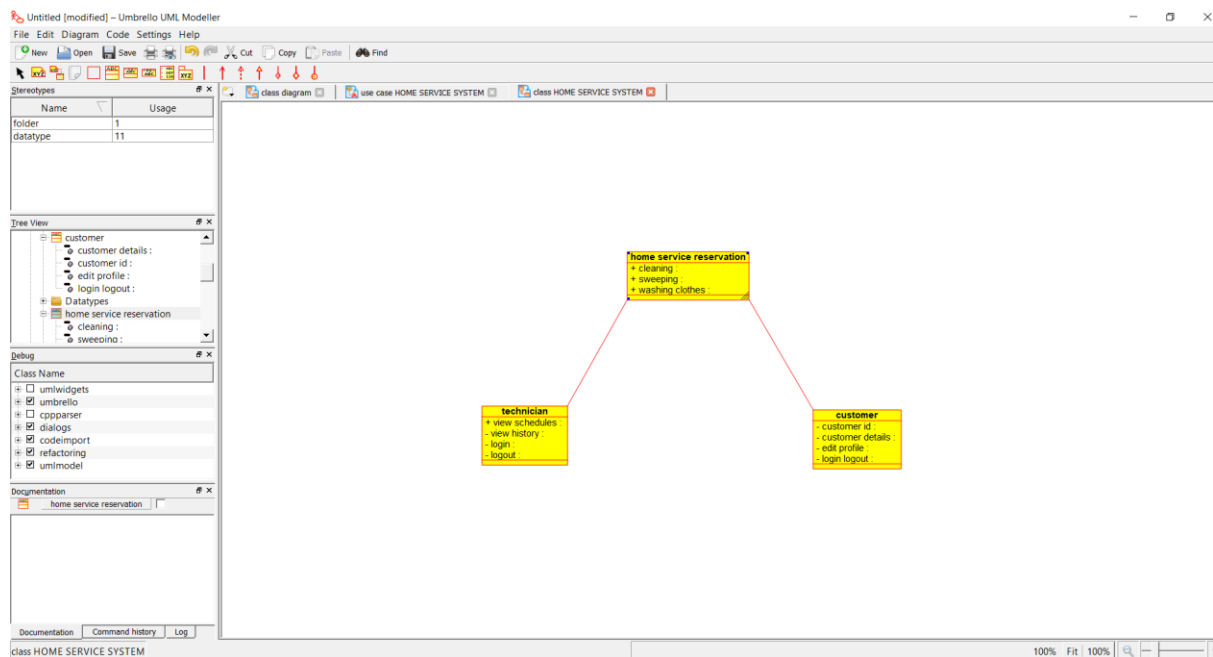 Untitled [modified] – Umbrello UML Modeller
File Edit Diagram Code Settings Help
New Open Save Cut Copy Paste Find
Stereotypes
class diagram use case HOME SERVICE SYSTEM class HOME SERVICE SYSTEM
Name Usage
folder 1
datatype 11
Tree View
customer
customer details :
customer id :
edit profile :
login logout :
Datatypes
home service reservation
cleaning :
sweeping :
Debug
Class Name
umlwidgets
umbrello
cppparser
dialogs
codeimport
refactoring
umlmodel
Documentation
home service reservation
Documentation Command history Log
home service reservation
+ cleaning :
+ sweeping :
+ washing clothes :
technician
+ view schedules :
- view history :
- login :
- logout :
customer
- customer id :
- customer details :
- edit profile :
- login logout :
class HOME SERVICE SYSTEM 100% Fit 100%